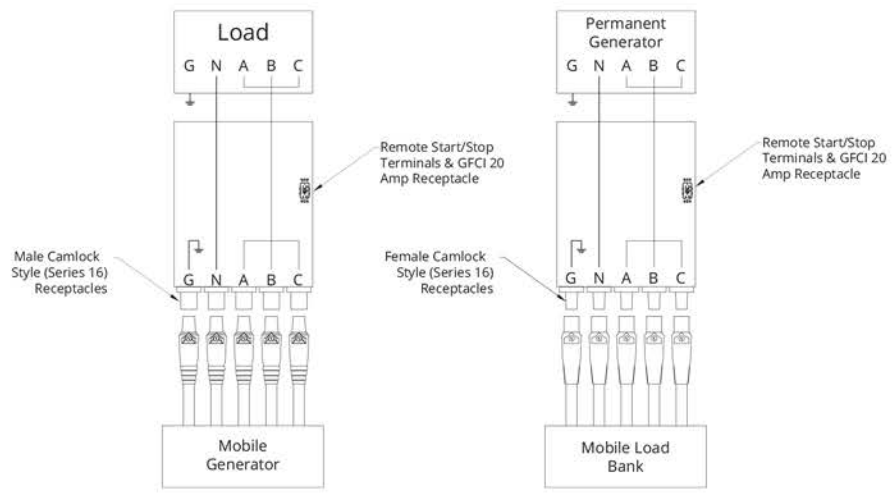 Load
G N A B C
Remote Start/Stop
Terminals & GFCI 20
Amp Receptacle
Male Camlock
Style (Series 16)
Receptacles
G N A B C
Mobile
Generator
Permanent
Generator
G N A B C
Remote Start/Stop
Terminals & GFCI 20
Amp Receptacle
Female Camlock
Style (Series 16)
Receptacles
G N A B C
Mobile Load
Bank